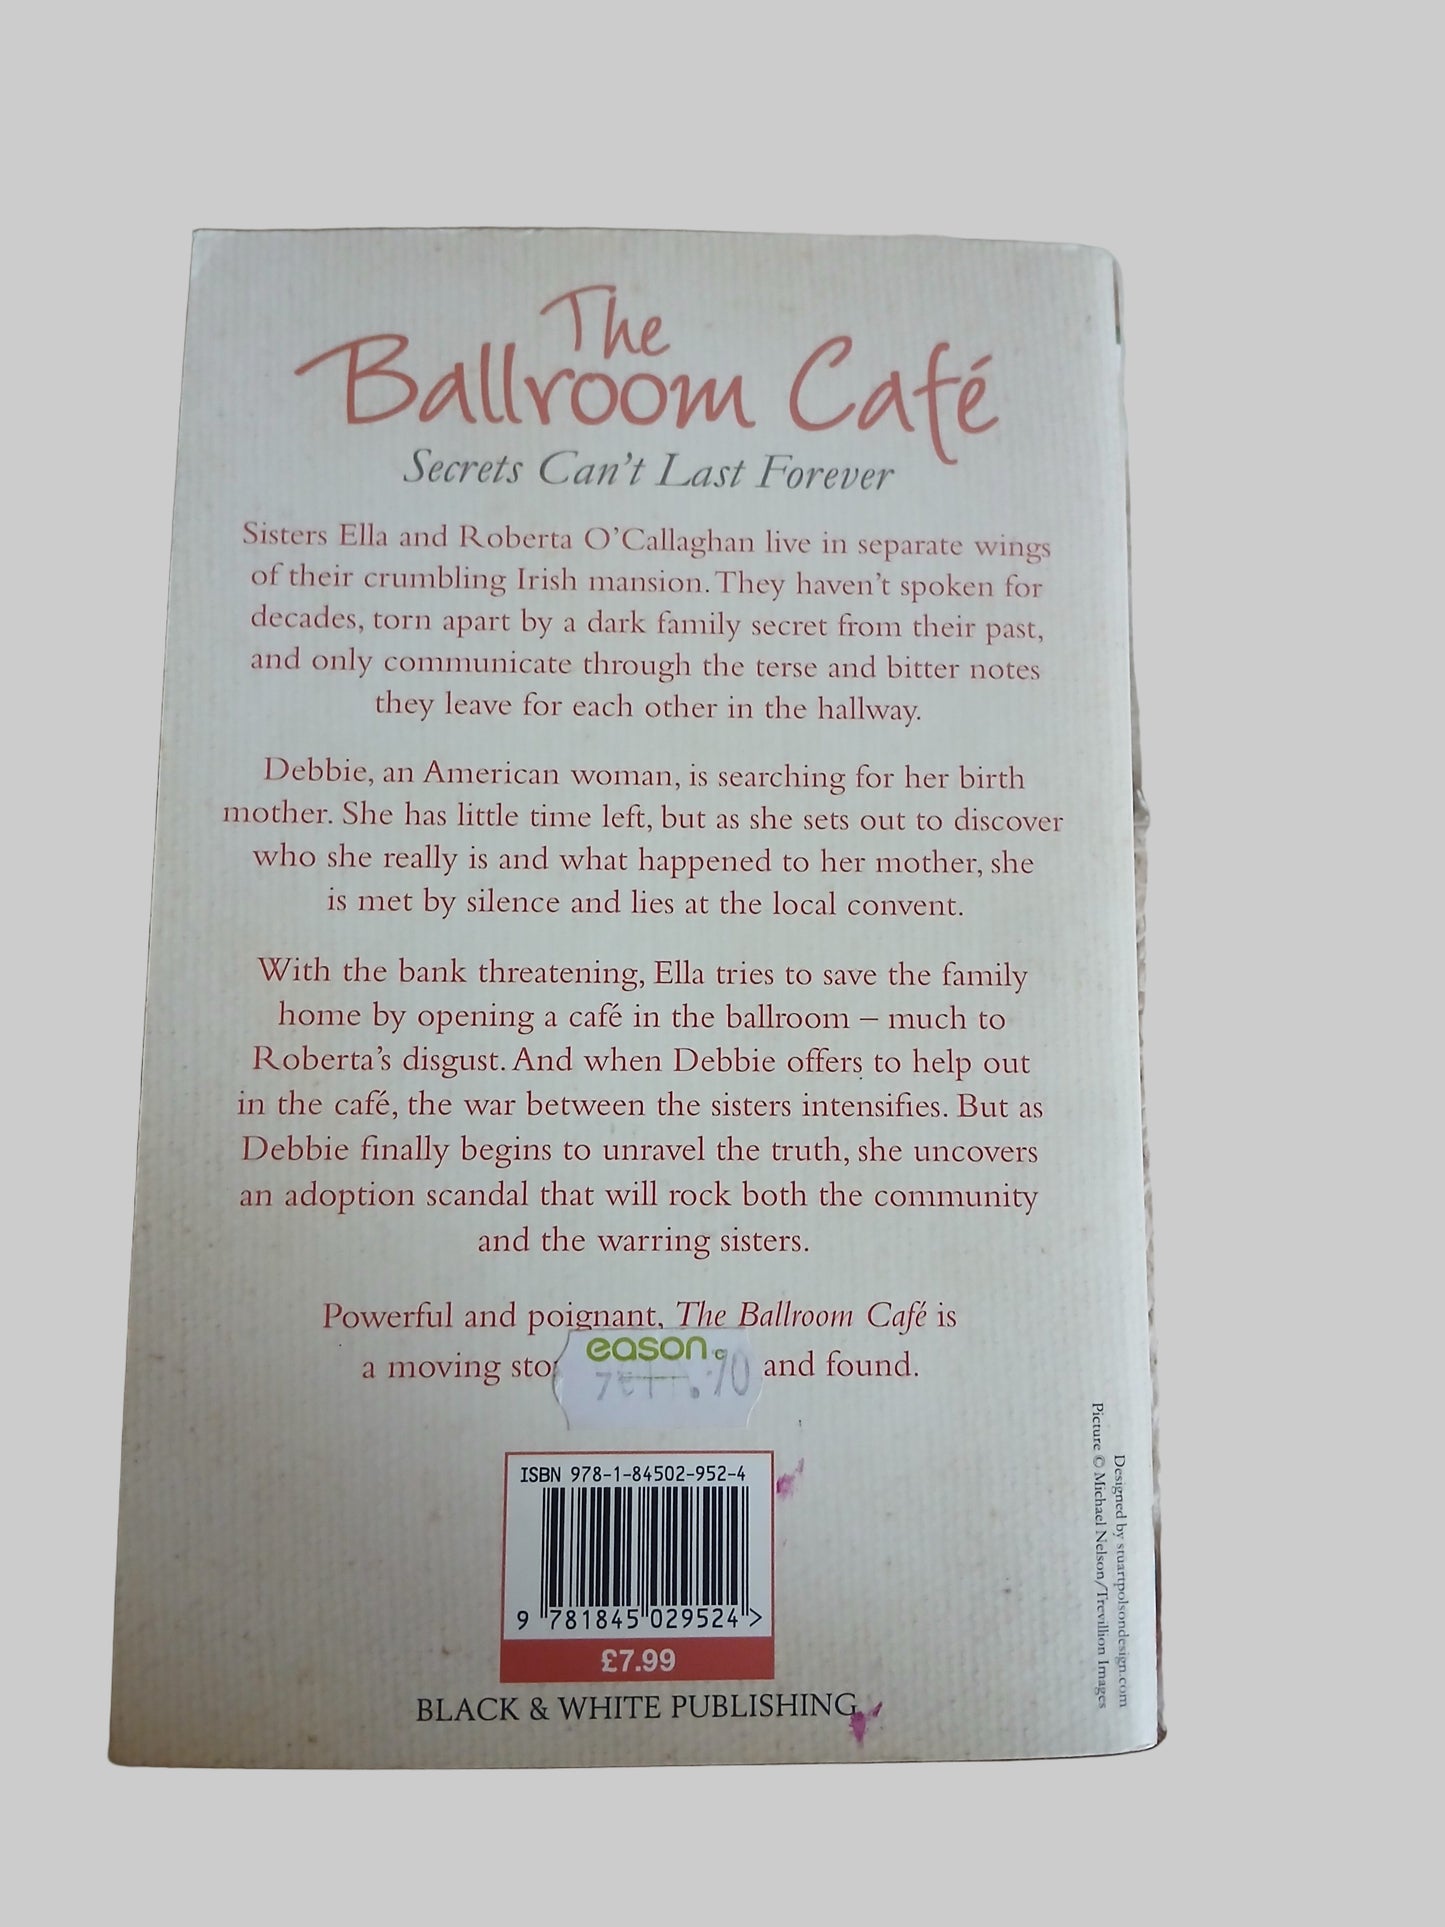 The
Ballroom Café
Secrets Can't Last Forever
Sisters Ella and Roberta O'Callaghan live in separate wings
of their crumbling Irish mansion. They haven't spoken for
decades, torn apart by a dark family secret from their past,
and only communicate through the terse and bitter notes
they leave for each other in the hallway.
Debbie, an American woman, is searching for her birth
mother. She has little time left, but as she sets out to discover
who she really is and what happened to her mother, she
is met by silence and lies at the local convent.
With the bank threatening, Ella tries to save the family
home by opening a café in the ballroom – much to
Roberta's disgust. And when Debbie offers to help out
in the café, the war between the sisters intensifies. But as
Debbie finally begins to unravel the truth, she uncovers
an adoption scandal that will rock both the community
and the warring sisters.
Powerful and poignant, The Ballroom Café is
a moving and found.
eason
ISBN 978-1-84502-952-4
9 781845 029524 >
£7.99
BLACK & WHITE PUBLISHING
Designed by stuartpolsondesign.com
Picture © Michael Nelson/Trevillion Images